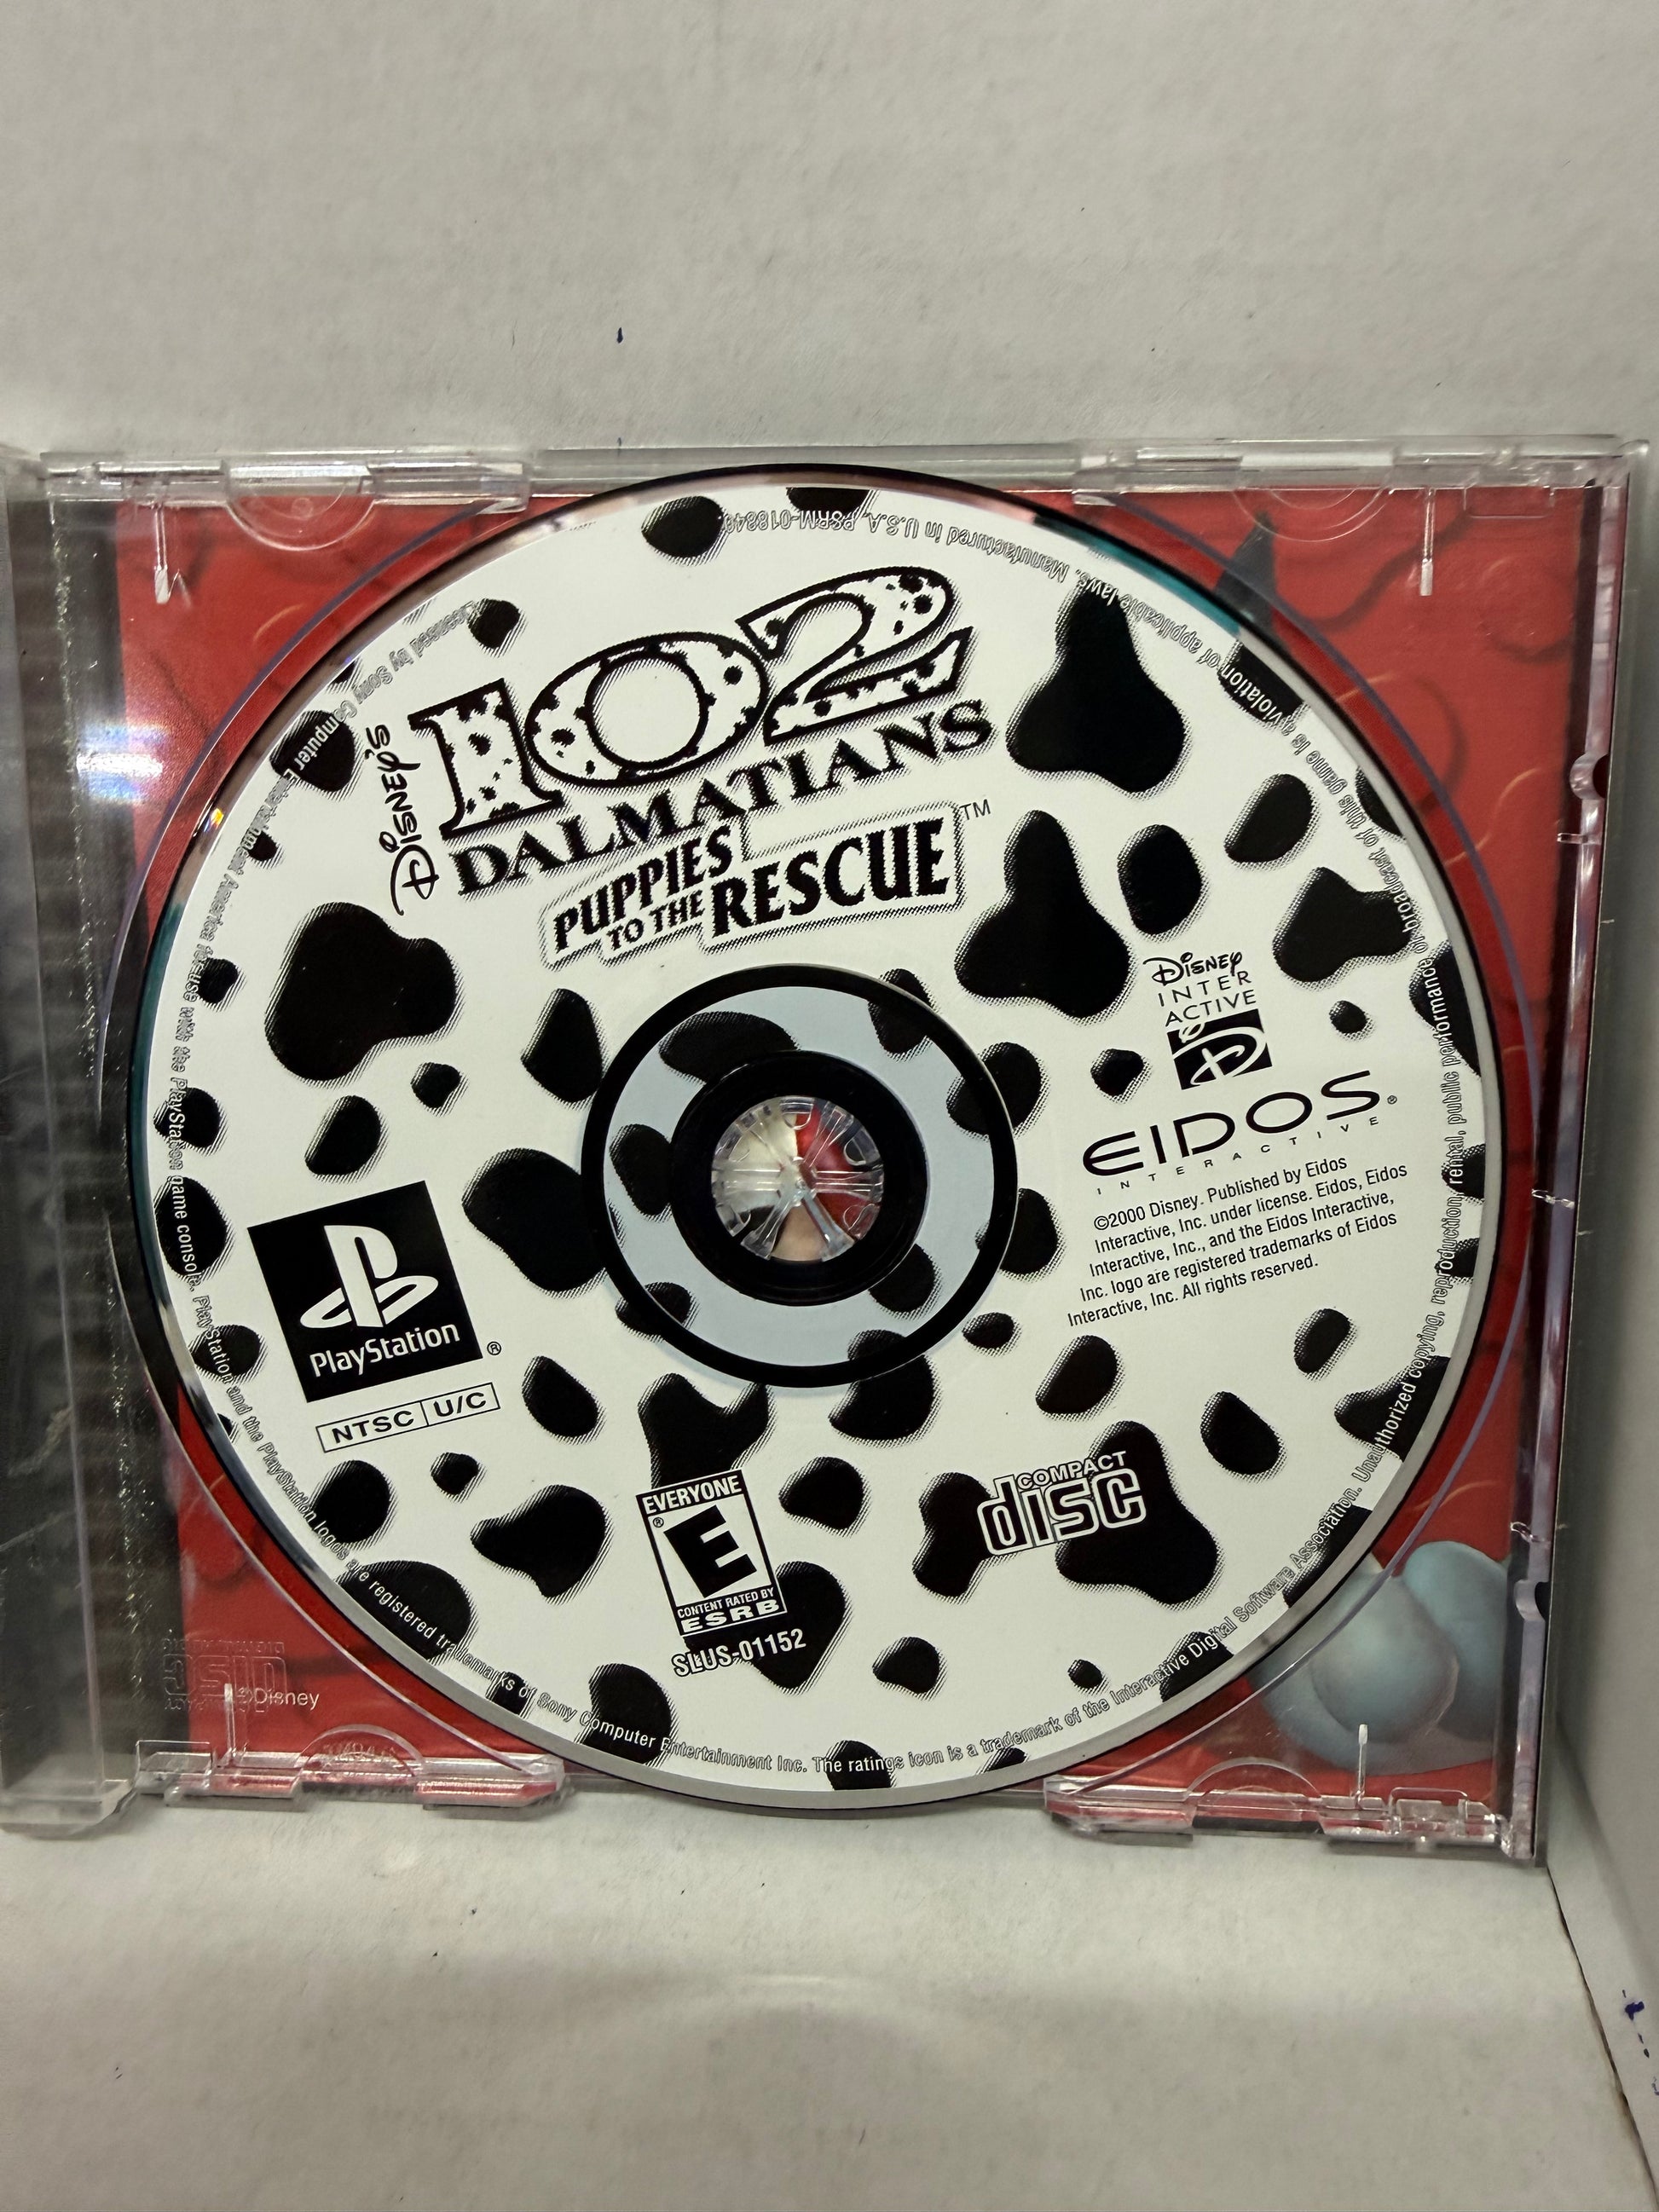 DISNEY'S
102
DALMATIANS
PUPPIES
TO THE RESCUE™
DISNEY
INTER
ACTIVE
EIDOS®
INTERACTIVE
©2000 Disney. Published by Eidos
Interactive, Inc. under license. Eidos, Eidos
Interactive, Inc., and the Eidos Interactive,
Inc. logo are registered trademarks of Eidos
Interactive, Inc. All rights reserved.
PlayStation®
NTSC U/C
EVERYONE
E®
CONTENT RATED BY
ESRB
SLUS-01152
COMPACT
disc
Licensed by Sony Computer Entertainment America for use with the PlayStation game console. PlayStation and the PlayStation logos are registered trademarks of Sony Computer Entertainment Inc. The ratings icon is a trademark of the Interactive Digital Software Association. Unauthorized copying, reproduction, rental, public performance or broadcast of this game is a violation of applicable laws. Manufactured in U.S.A.
©Disney